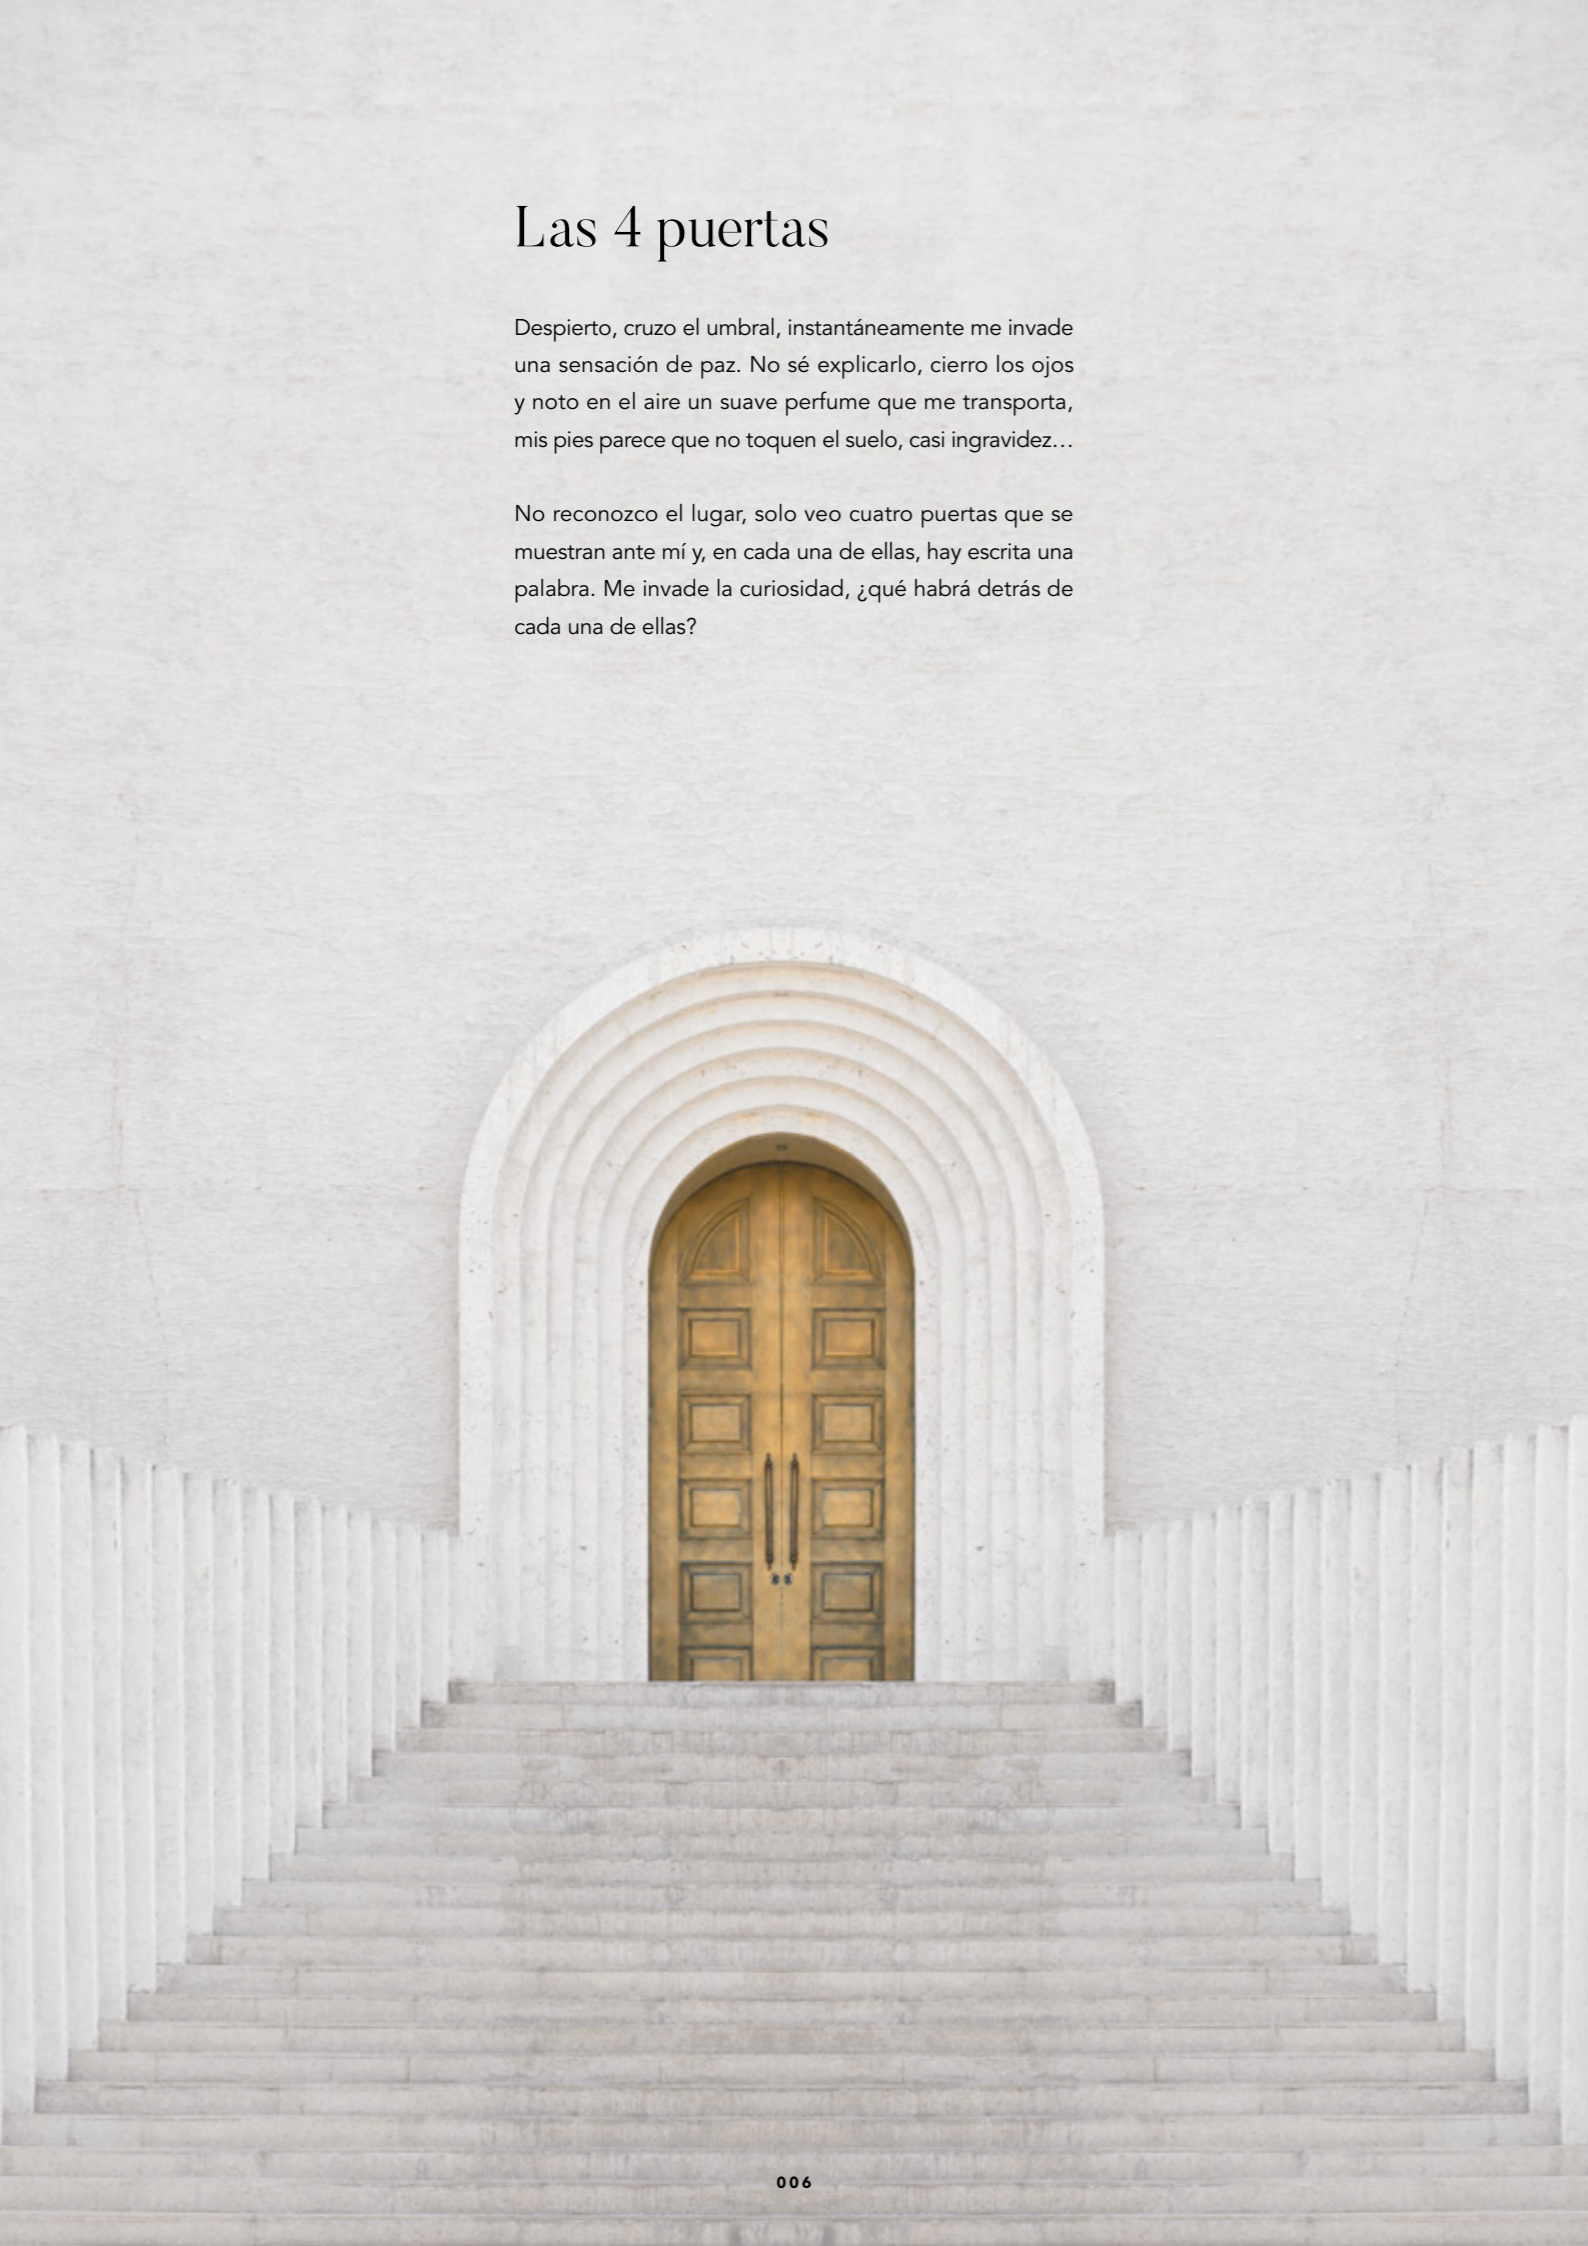 Las 4 puertas
Despierto, cruzo el umbral, instantáneamente me invade
una sensación de paz. No sé explicarlo, cierro los ojos
y noto en el aire un suave perfume que me transporta,
mis pies parece que no toquen el suelo, casi ingravidez…
No reconozco el lugar, solo veo cuatro puertas que se
muestran ante mí y, en cada una de ellas, hay escrita una
palabra. Me invade la curiosidad, ¿qué habrá detrás de
cada una de ellas?
006